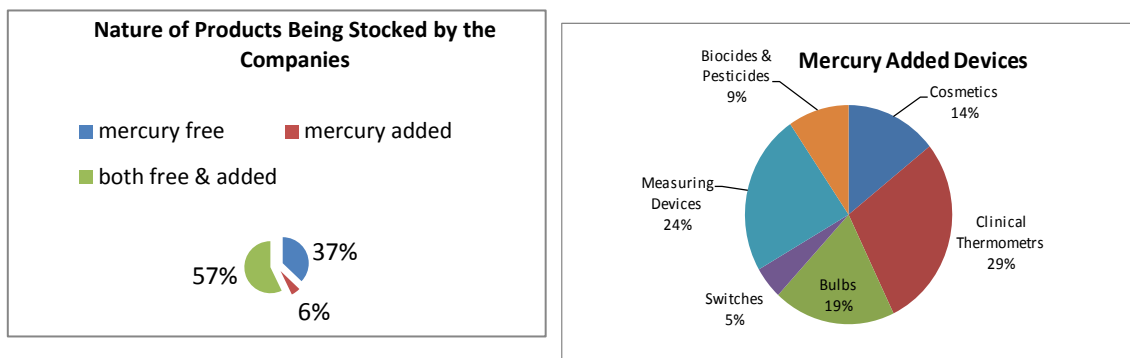 Nature of Products Being Stocked by the
Companies
mercury free
mercury added
both free & added
37%
57%
6%
Mercury Added Devices
Biocides &
Pesticides
9%
Cosmetics
14%
Measuring
Devices
24%
Clinical
Thermometrs
29%
Bulbs
19%
Switches
5%